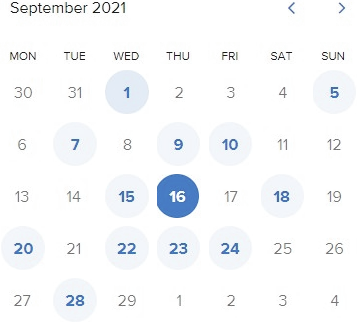 September 2021
MON TUE WED THU FRI SAT SUN
30 31 1 2 3 4 5
6 7 8 9 10 11 12
13 14 15 16 17 18 19
20 21 22 23 24 25 26
27 28 29 1 2 3 4